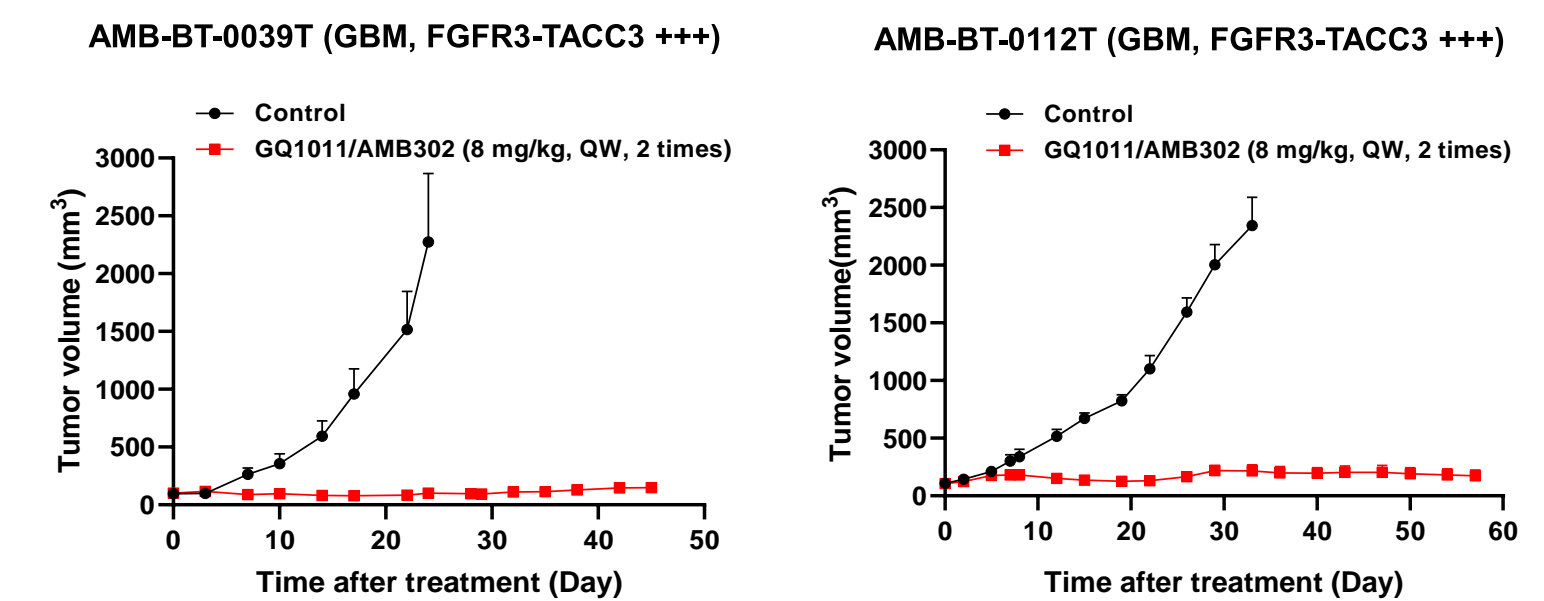 AMB-BT-0039T (GBM, FGFR3-TACC3 +++)
Control
GQ1011/AMB302 (8 mg/kg, QW, 2 times)
Tumor volume (mm³)
3000
2500
2000
1500
1000
500
0
0 10 20 30 40 50
Time after treatment (Day)
AMB-BT-0112T (GBM, FGFR3-TACC3 +++)
Control
GQ1011/AMB302 (8 mg/kg, QW, 2 times)
Tumor volume(mm³)
3000
2500
2000
1500
1000
500
0
0 10 20 30 40 50 60
Time after treatment (Day)